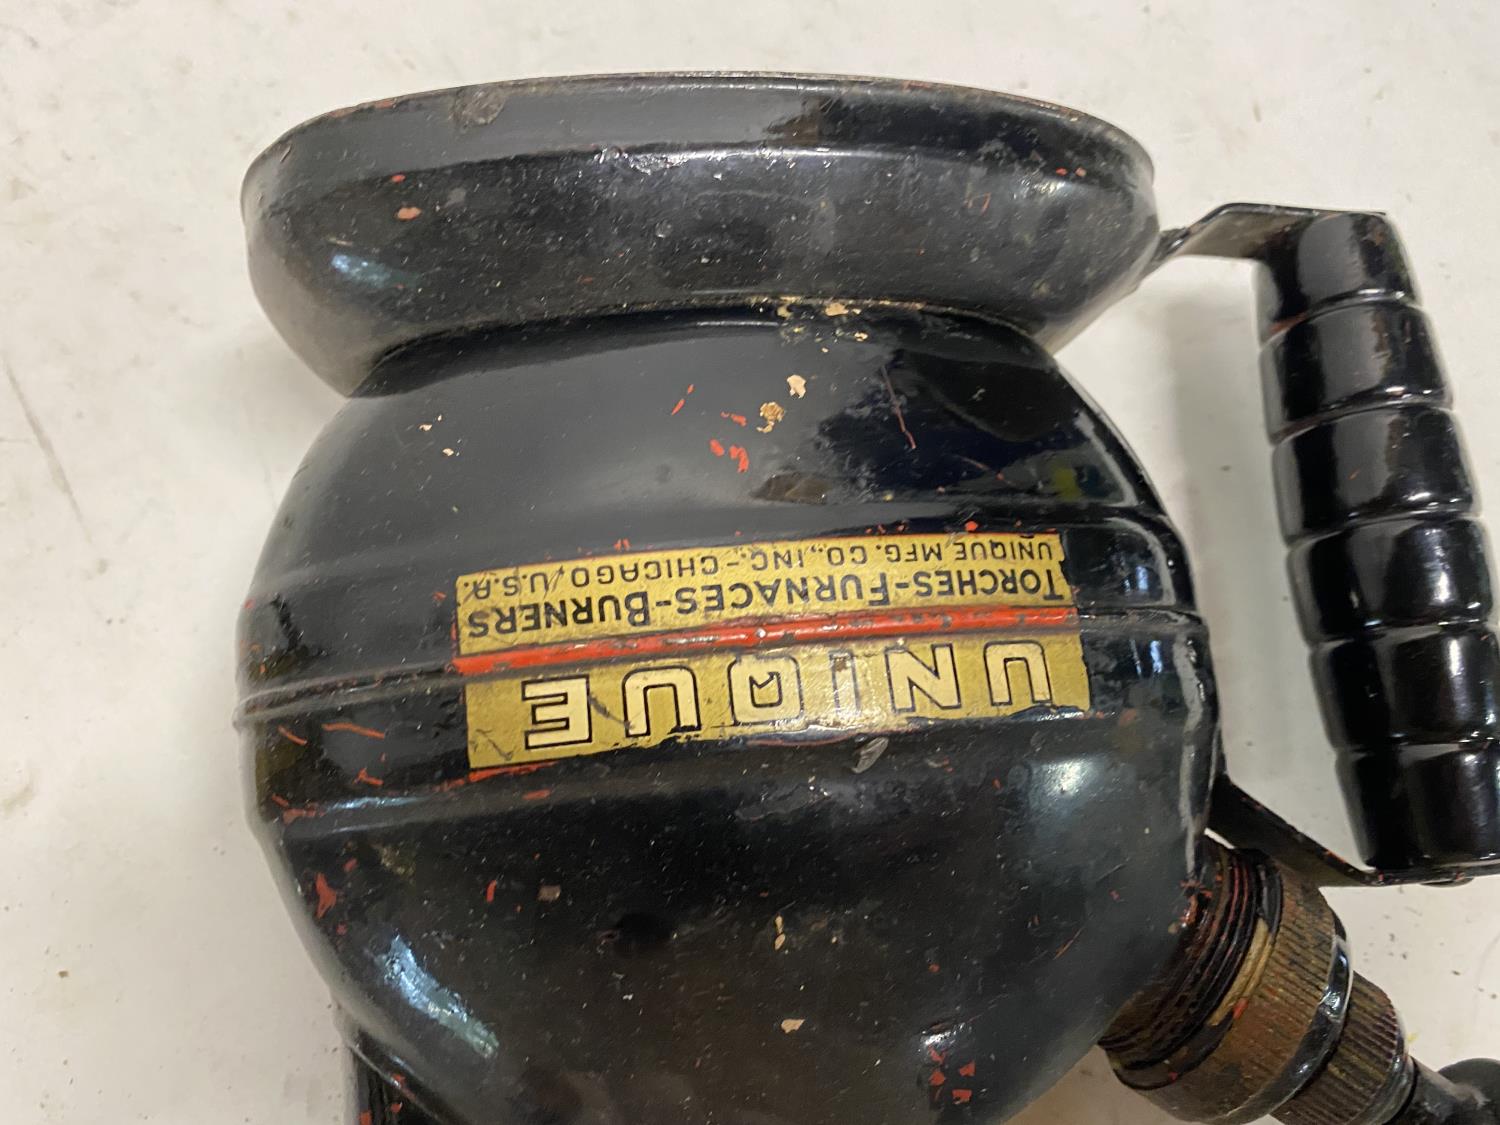 UNIQUE
TORCHES-FURNACES-BURNERS
UNIQUE MFG. CO., INC.-CHICAGO, U.S.A.